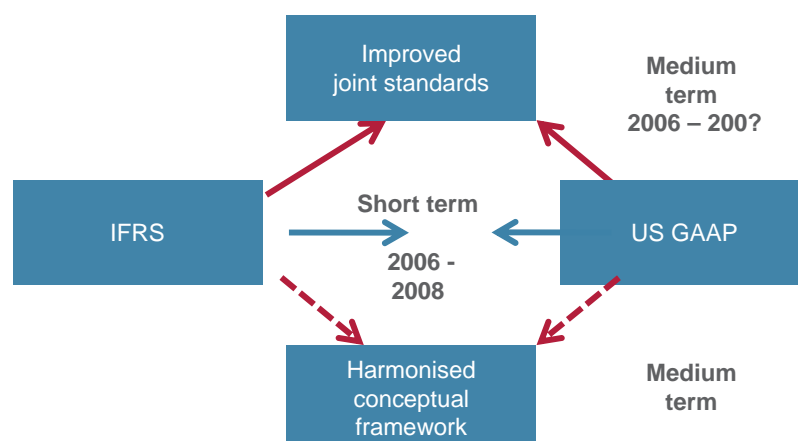 Improved
joint standards
Medium
term
2006 – 200?
IFRS
Short term
2006 -
2008
US GAAP
Harmonised
conceptual
framework
Medium
term